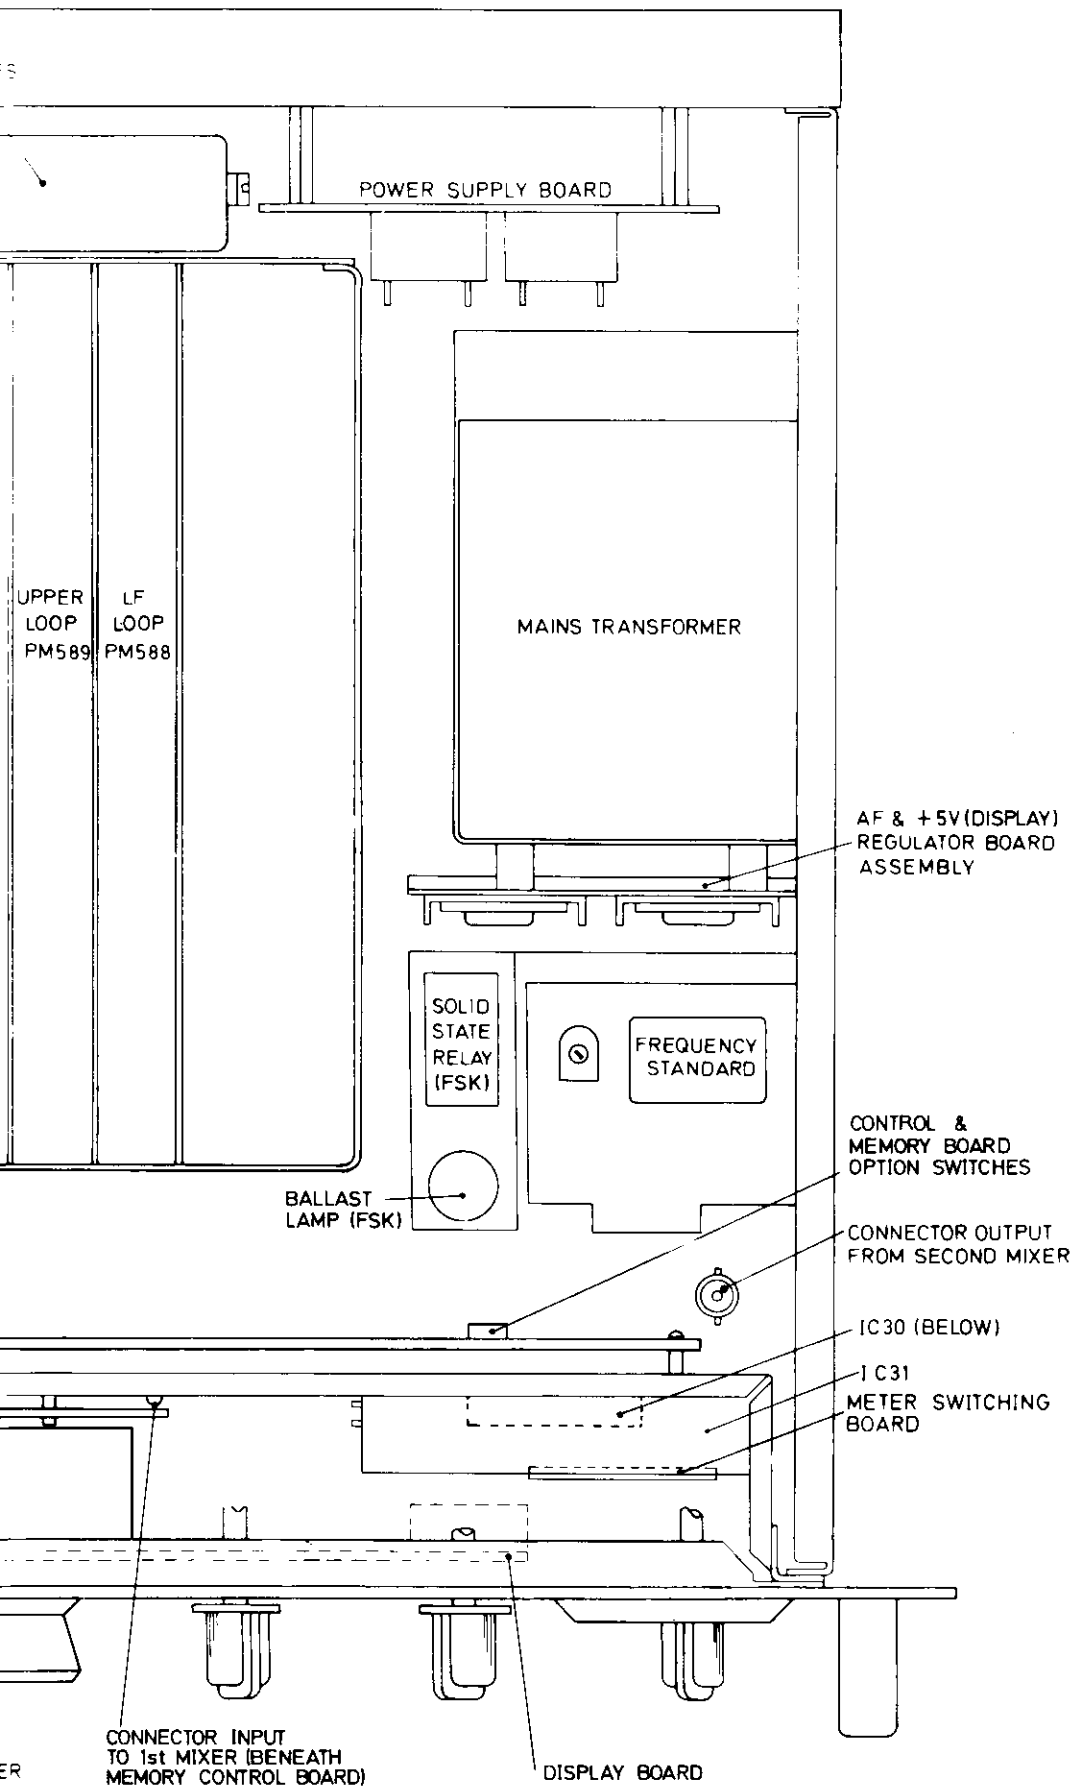 POWER SUPPLY BOARD
UPPER
LOOP
PM589
LF
LOOP
PM588
MAINS TRANSFORMER
AF & +5V (DISPLAY)
REGULATOR BOARD
ASSEMBLY
SOLID
STATE
RELAY
(FSK)
FREQUENCY
STANDARD
CONTROL &
MEMORY BOARD
OPTION SWITCHES
BALLAST
LAMP (FSK)
CONNECTOR OUTPUT
FROM SECOND MIXER
IC30 (BELOW)
IC31
METER SWITCHING
BOARD
CONNECTOR INPUT
TO 1st MIXER (BENEATH
MEMORY CONTROL BOARD)
DISPLAY BOARD